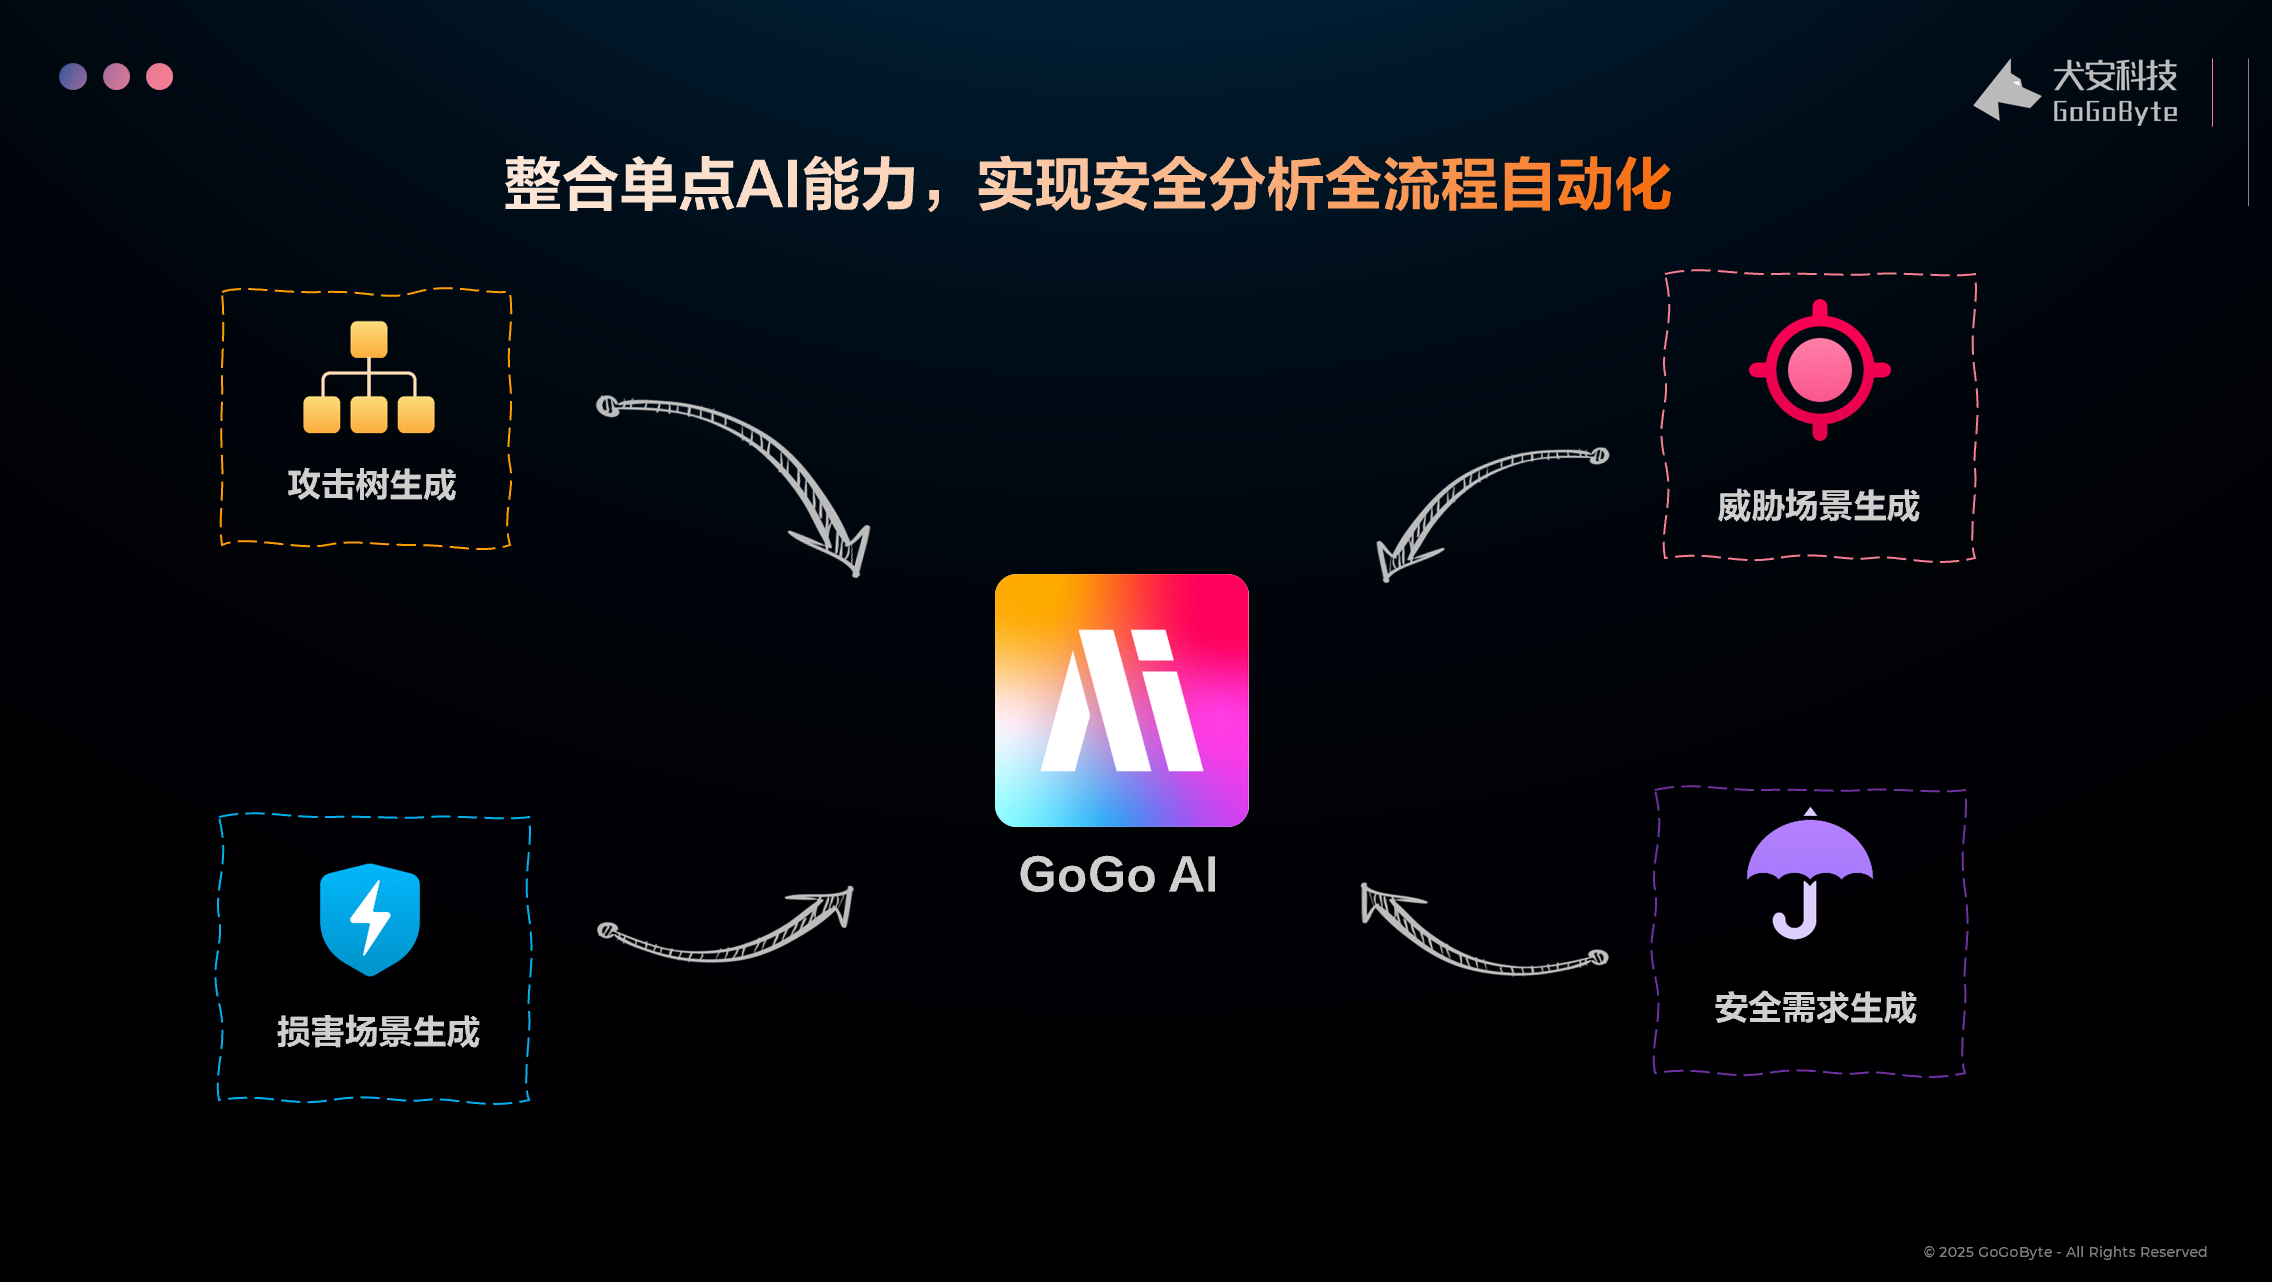 犬安科技
GoGoByte
整合单点AI能力，实现安全分析全流程自动化
攻击树生成
威胁场景生成
Ai
GoGo AI
损害场景生成
安全需求生成
© 2025 GoGoByte - All Rights Reserved